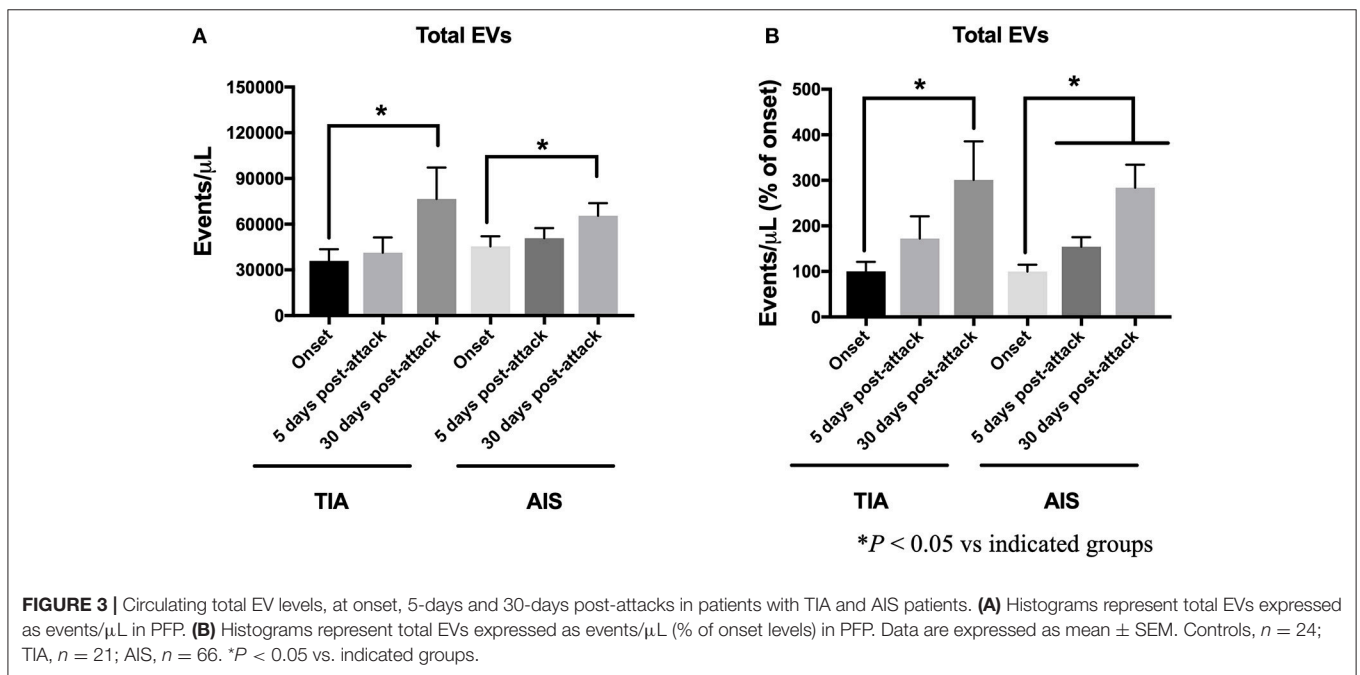 A
Total EVs
Events/μL
150000
120000
90000
60000
30000
0
*
*
Onset
5 days post-attack
30 days post-attack
Onset
5 days post-attack
30 days post-attack
TIA
AIS
B
Total EVs
Events/μL (% of onset)
500
400
300
200
100
0
*
*
Onset
5 days post-attack
30 days post-attack
Onset
5 days post-attack
30 days post-attack
TIA
AIS
*P < 0.05 vs indicated groups
FIGURE 3 | Circulating total EV levels, at onset, 5-days and 30-days post-attacks in patients with TIA and AIS patients. (A) Histograms represent total EVs expressed
as events/μL in PFP. (B) Histograms represent total EVs expressed as events/μL (% of onset levels) in PFP. Data are expressed as mean ± SEM. Controls, n = 24;
TIA, n = 21; AIS, n = 66. *P < 0.05 vs. indicated groups.